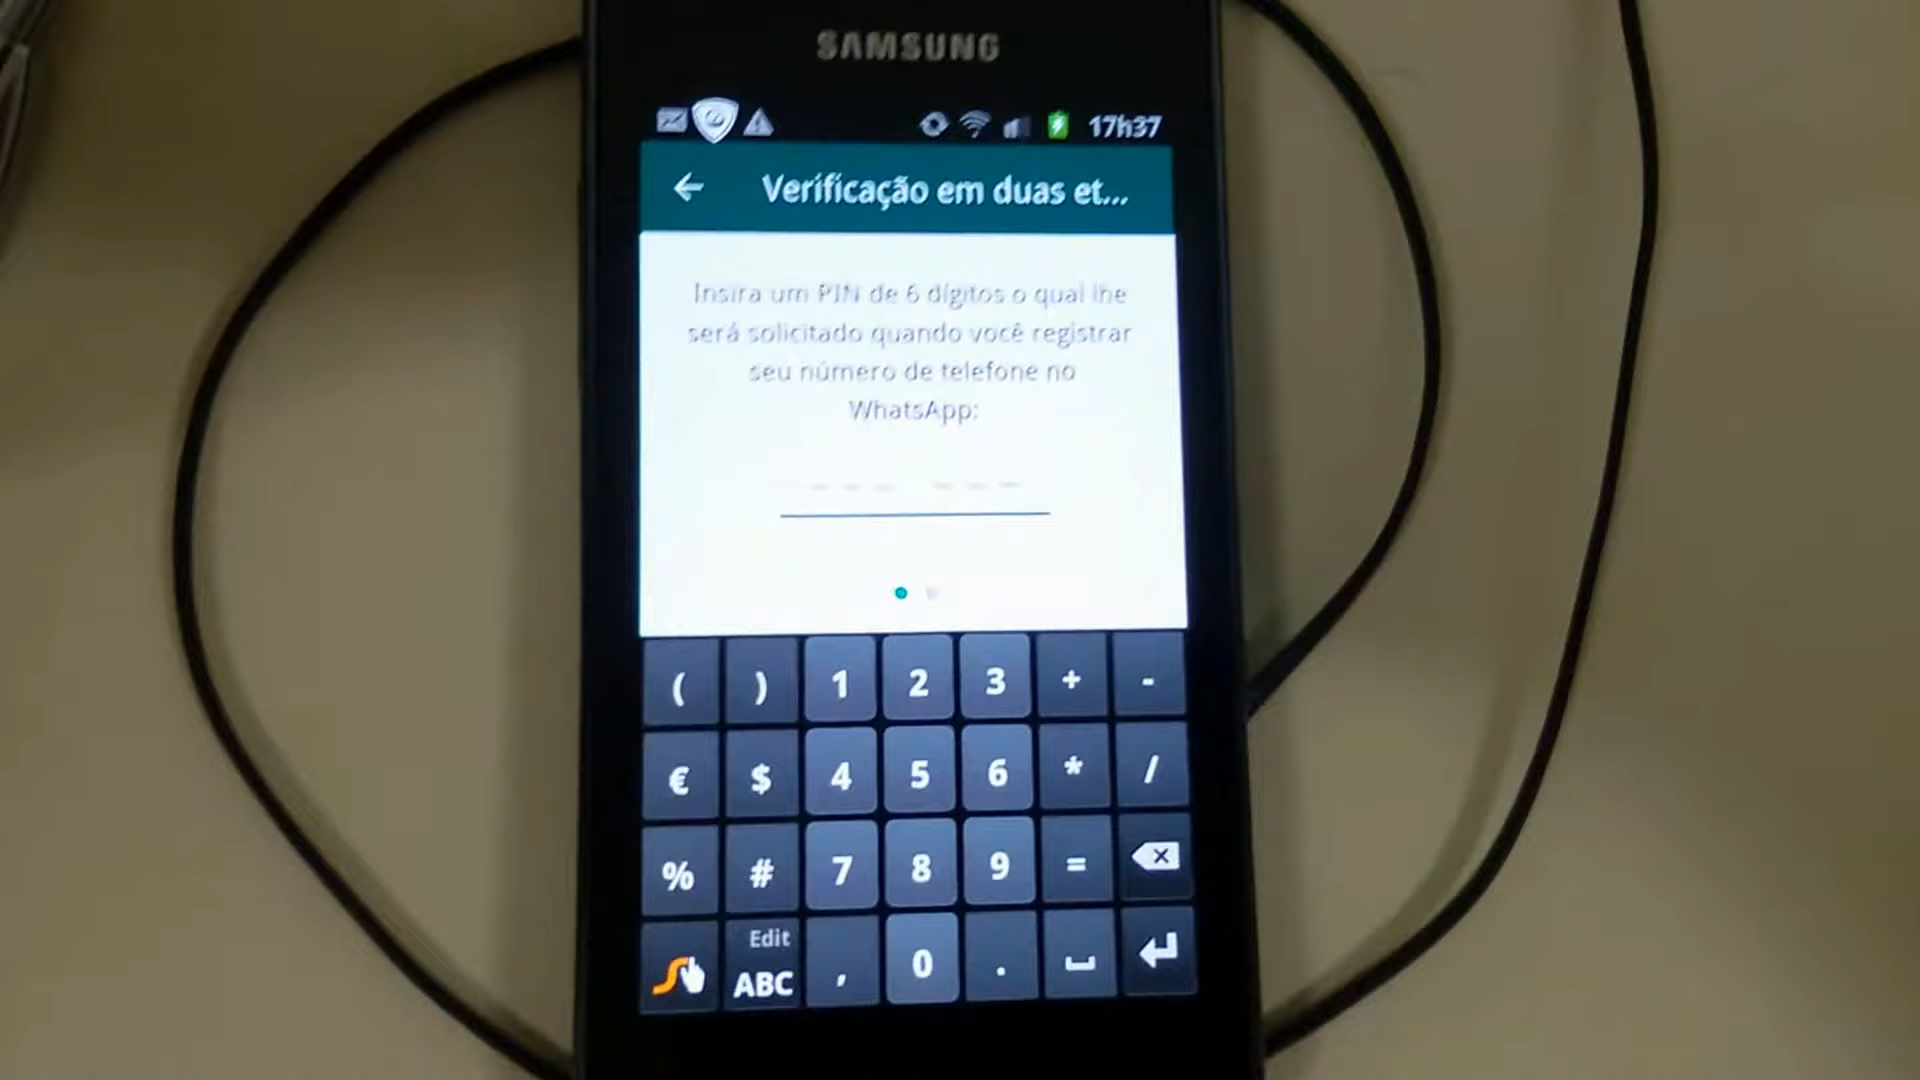 SAMSUNG
17h37
Verificação em duas et...
Insira um PIN de 6 dígitos o qual lhe
será solicitado quando você registrar
seu número de telefone no
WhatsApp:
( ) 1 2 3 + -
€ $ 4 5 6 * /
% # 7 8 9 =
Edit
ABC , 0 .